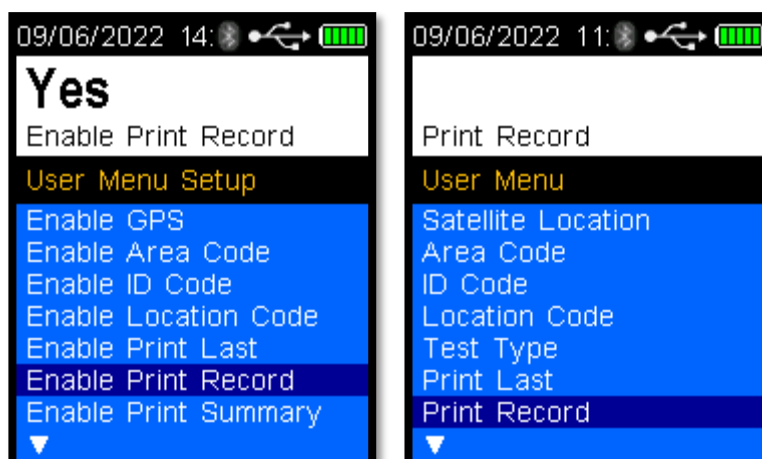 09/06/2022 14:
Yes
Enable Print Record
User Menu Setup
Enable GPS
Enable Area Code
Enable ID Code
Enable Location Code
Enable Print Last
Enable Print Record
Enable Print Summary
09/06/2022 11:
Print Record
User Menu
Satellite Location
Area Code
ID Code
Location Code
Test Type
Print Last
Print Record